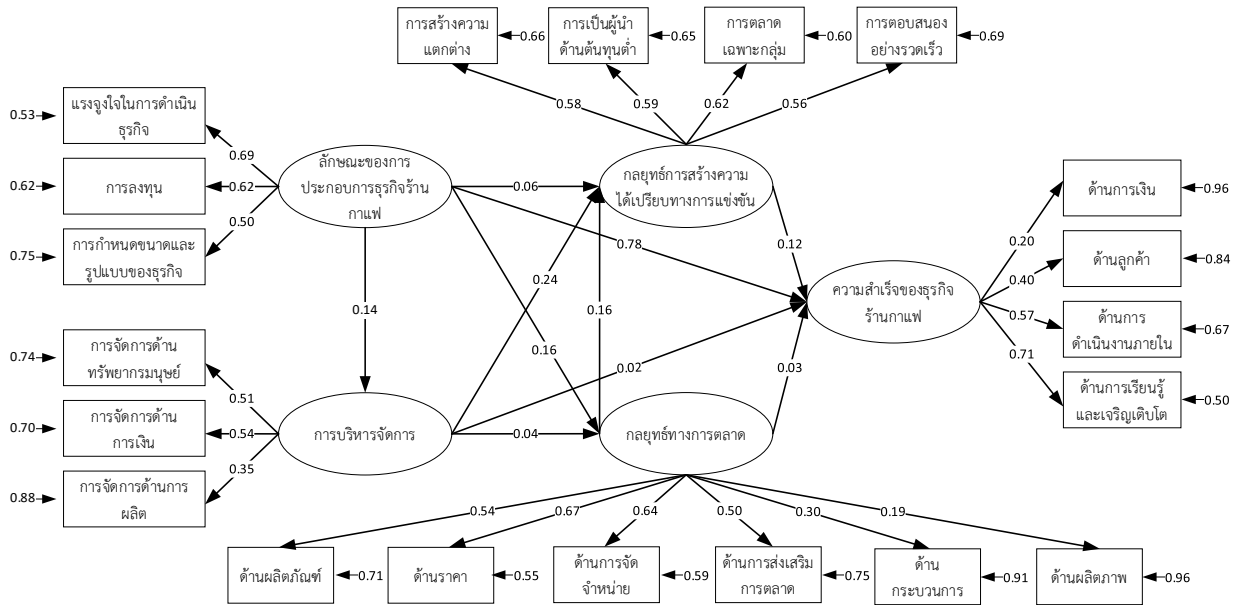 การสร้างความ
แตกต่าง
0.66
การเป็นผู้นำ
ด้านต้นทุนต่ำ
0.65
การตลาด
เฉพาะกลุ่ม
0.60
การตอบสนอง
อย่างรวดเร็ว
0.69
0.58
0.59
0.62
0.56
0.53
แรงจูงใจในการดำเนิน
ธุรกิจ
0.62
การลงทุน
0.75
การกำหนดขนาดและ
รูปแบบของธุรกิจ
0.69
0.62
0.50
ลักษณะของการ
ประกอบการธุรกิจร้าน
กาแฟ
0.06
กลยุทธ์การสร้างความ
ได้เปรียบทางการแข่งขัน
0.78
0.12
0.24
0.14
0.16
0.16
0.02
0.03
ความสำเร็จของธุรกิจ
ร้านกาแฟ
0.20
0.40
0.57
0.71
ด้านการเงิน
0.96
ด้านลูกค้า
0.84
ด้านการ
ดำเนินงานภายใน
0.67
ด้านการเรียนรู้
และเจริญเติบโต
0.50
0.74
การจัดการด้าน
ทรัพยากรมนุษย์
0.70
การจัดการด้าน
การเงิน
0.88
การจัดการด้านการ
ผลิต
0.51
0.54
0.35
การบริหารจัดการ
0.04
กลยุทธ์ทางการตลาด
0.54
0.67
0.64
0.50
0.30
0.19
ด้านผลิตภัณฑ์
0.71
ด้านราคา
0.55
ด้านการจัด
จำหน่าย
0.59
ด้านการส่งเสริม
การตลาด
0.75
ด้าน
กระบวนการ
0.91
ด้านผลิตภาพ
0.96